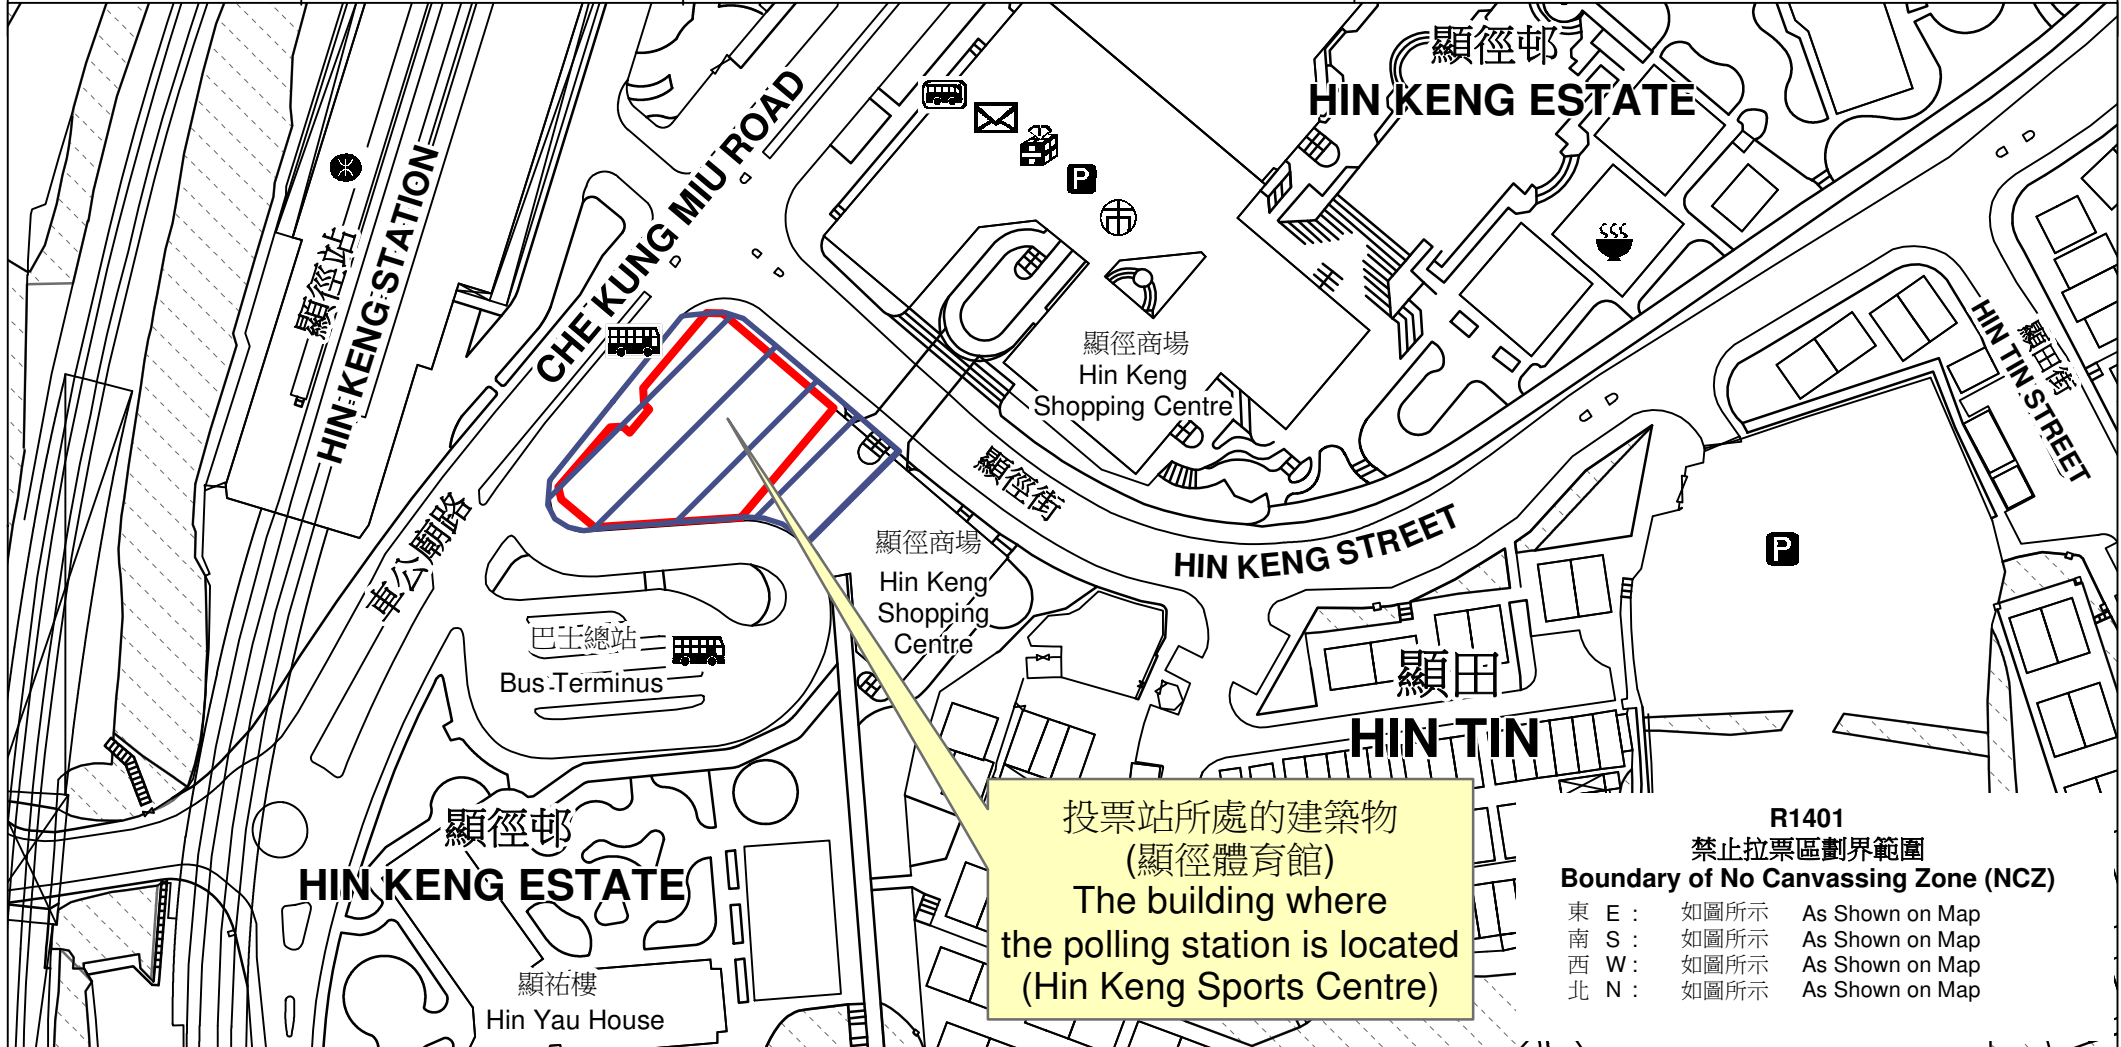 顯徑邨
HIN KENG ESTATE
CHE KUNG MIU ROAD
HIN KENG STATION
顯徑站
P
顯徑商場
Hin Keng
Shopping Centre
顯田街
HIN TIN STREET
顯徑街
HIN KENG STREET
車公廟路
顯徑商場
Hin Keng
Shopping
Centre
P
巴士總站
Bus Terminus
顯田
HIN TIN
顯徑邨
HIN KENG ESTATE
顯祐樓
Hin Yau House
投票站所處的建築物
(顯徑體育館)
The building where
the polling station is located
(Hin Keng Sports Centre)
R1401
禁止拉票區劃界範圍
Boundary of No Canvassing Zone (NCZ)
東 E : 如圖所示 As Shown on Map
南 S : 如圖所示 As Shown on Map
西 W : 如圖所示 As Shown on Map
北 N : 如圖所示 As Shown on Map